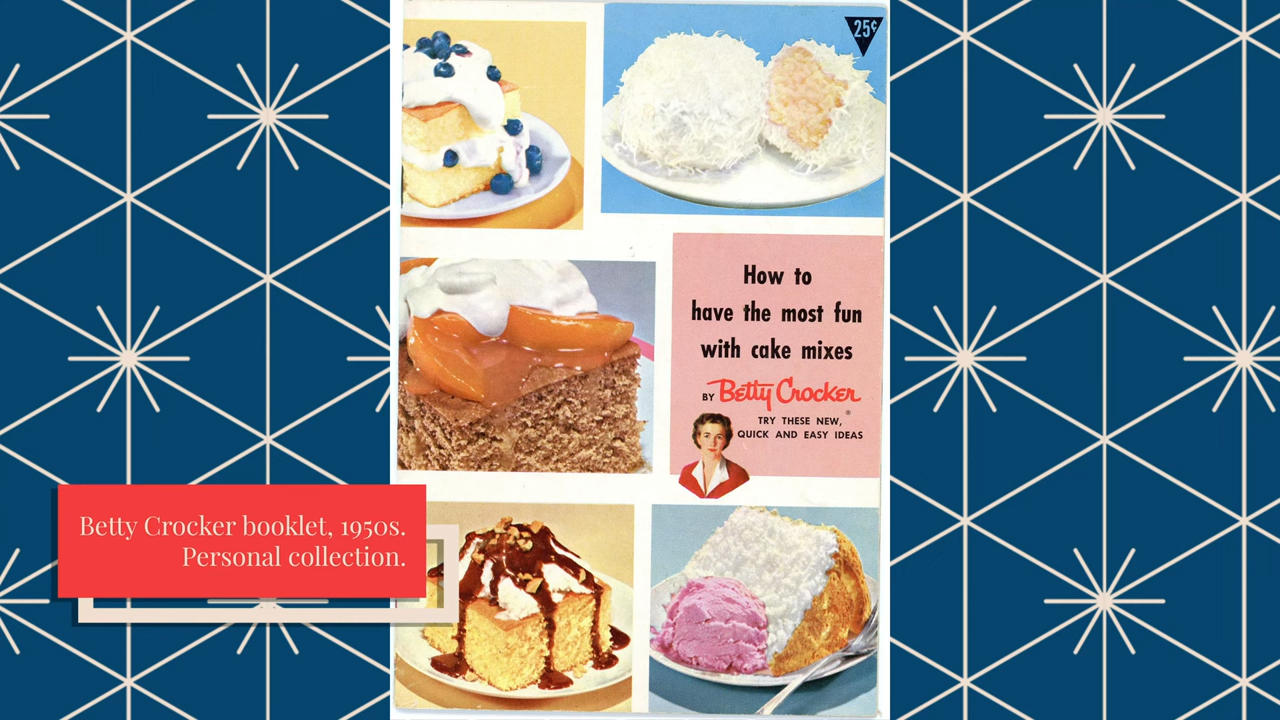 25¢
How to
have the most fun
with cake mixes
BY Betty Crocker®
TRY THESE NEW,
QUICK AND EASY IDEAS
Betty Crocker booklet, 1950s.
Personal collection.